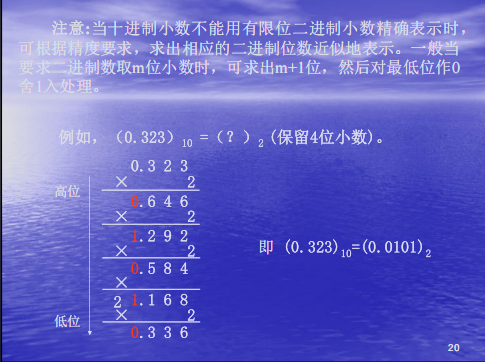 注意:当十进制小数不能用有限位二进制小数精确表示时，
可根据精度要求，求出相应的二进制位数近似地表示。一般当
要求二进制数取m位小数时，可求出m+1位，然后对最低位作0
舍1入处理。
例如，（0.323）10 =（？）2 (保留4位小数)。
0.3 2 3
高位
× 2
0.6 4 6
× 2
1.2 9 2
× 2
0.5 8 4
×
2 1.1 6 8
× 2
低位
0.3 3 6
即 (0.323)10=(0.0101)2
20